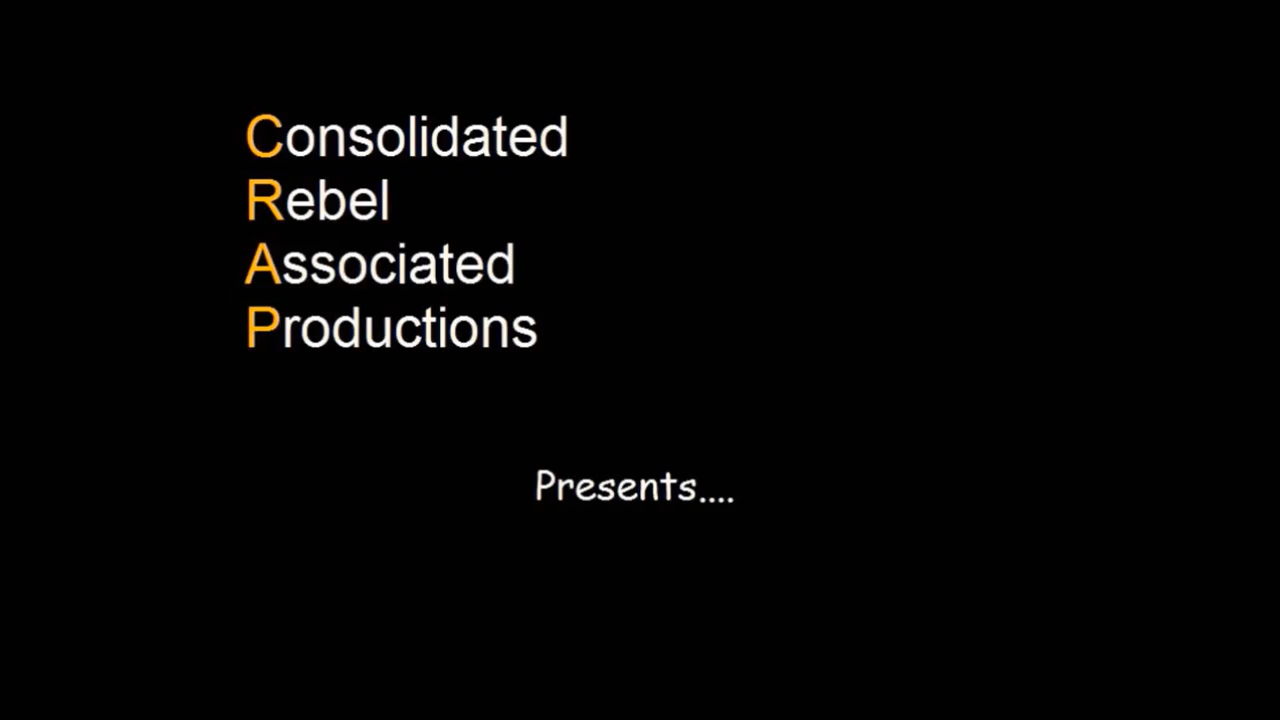 Consolidated
Rebel
Associated
Productions
Presents....